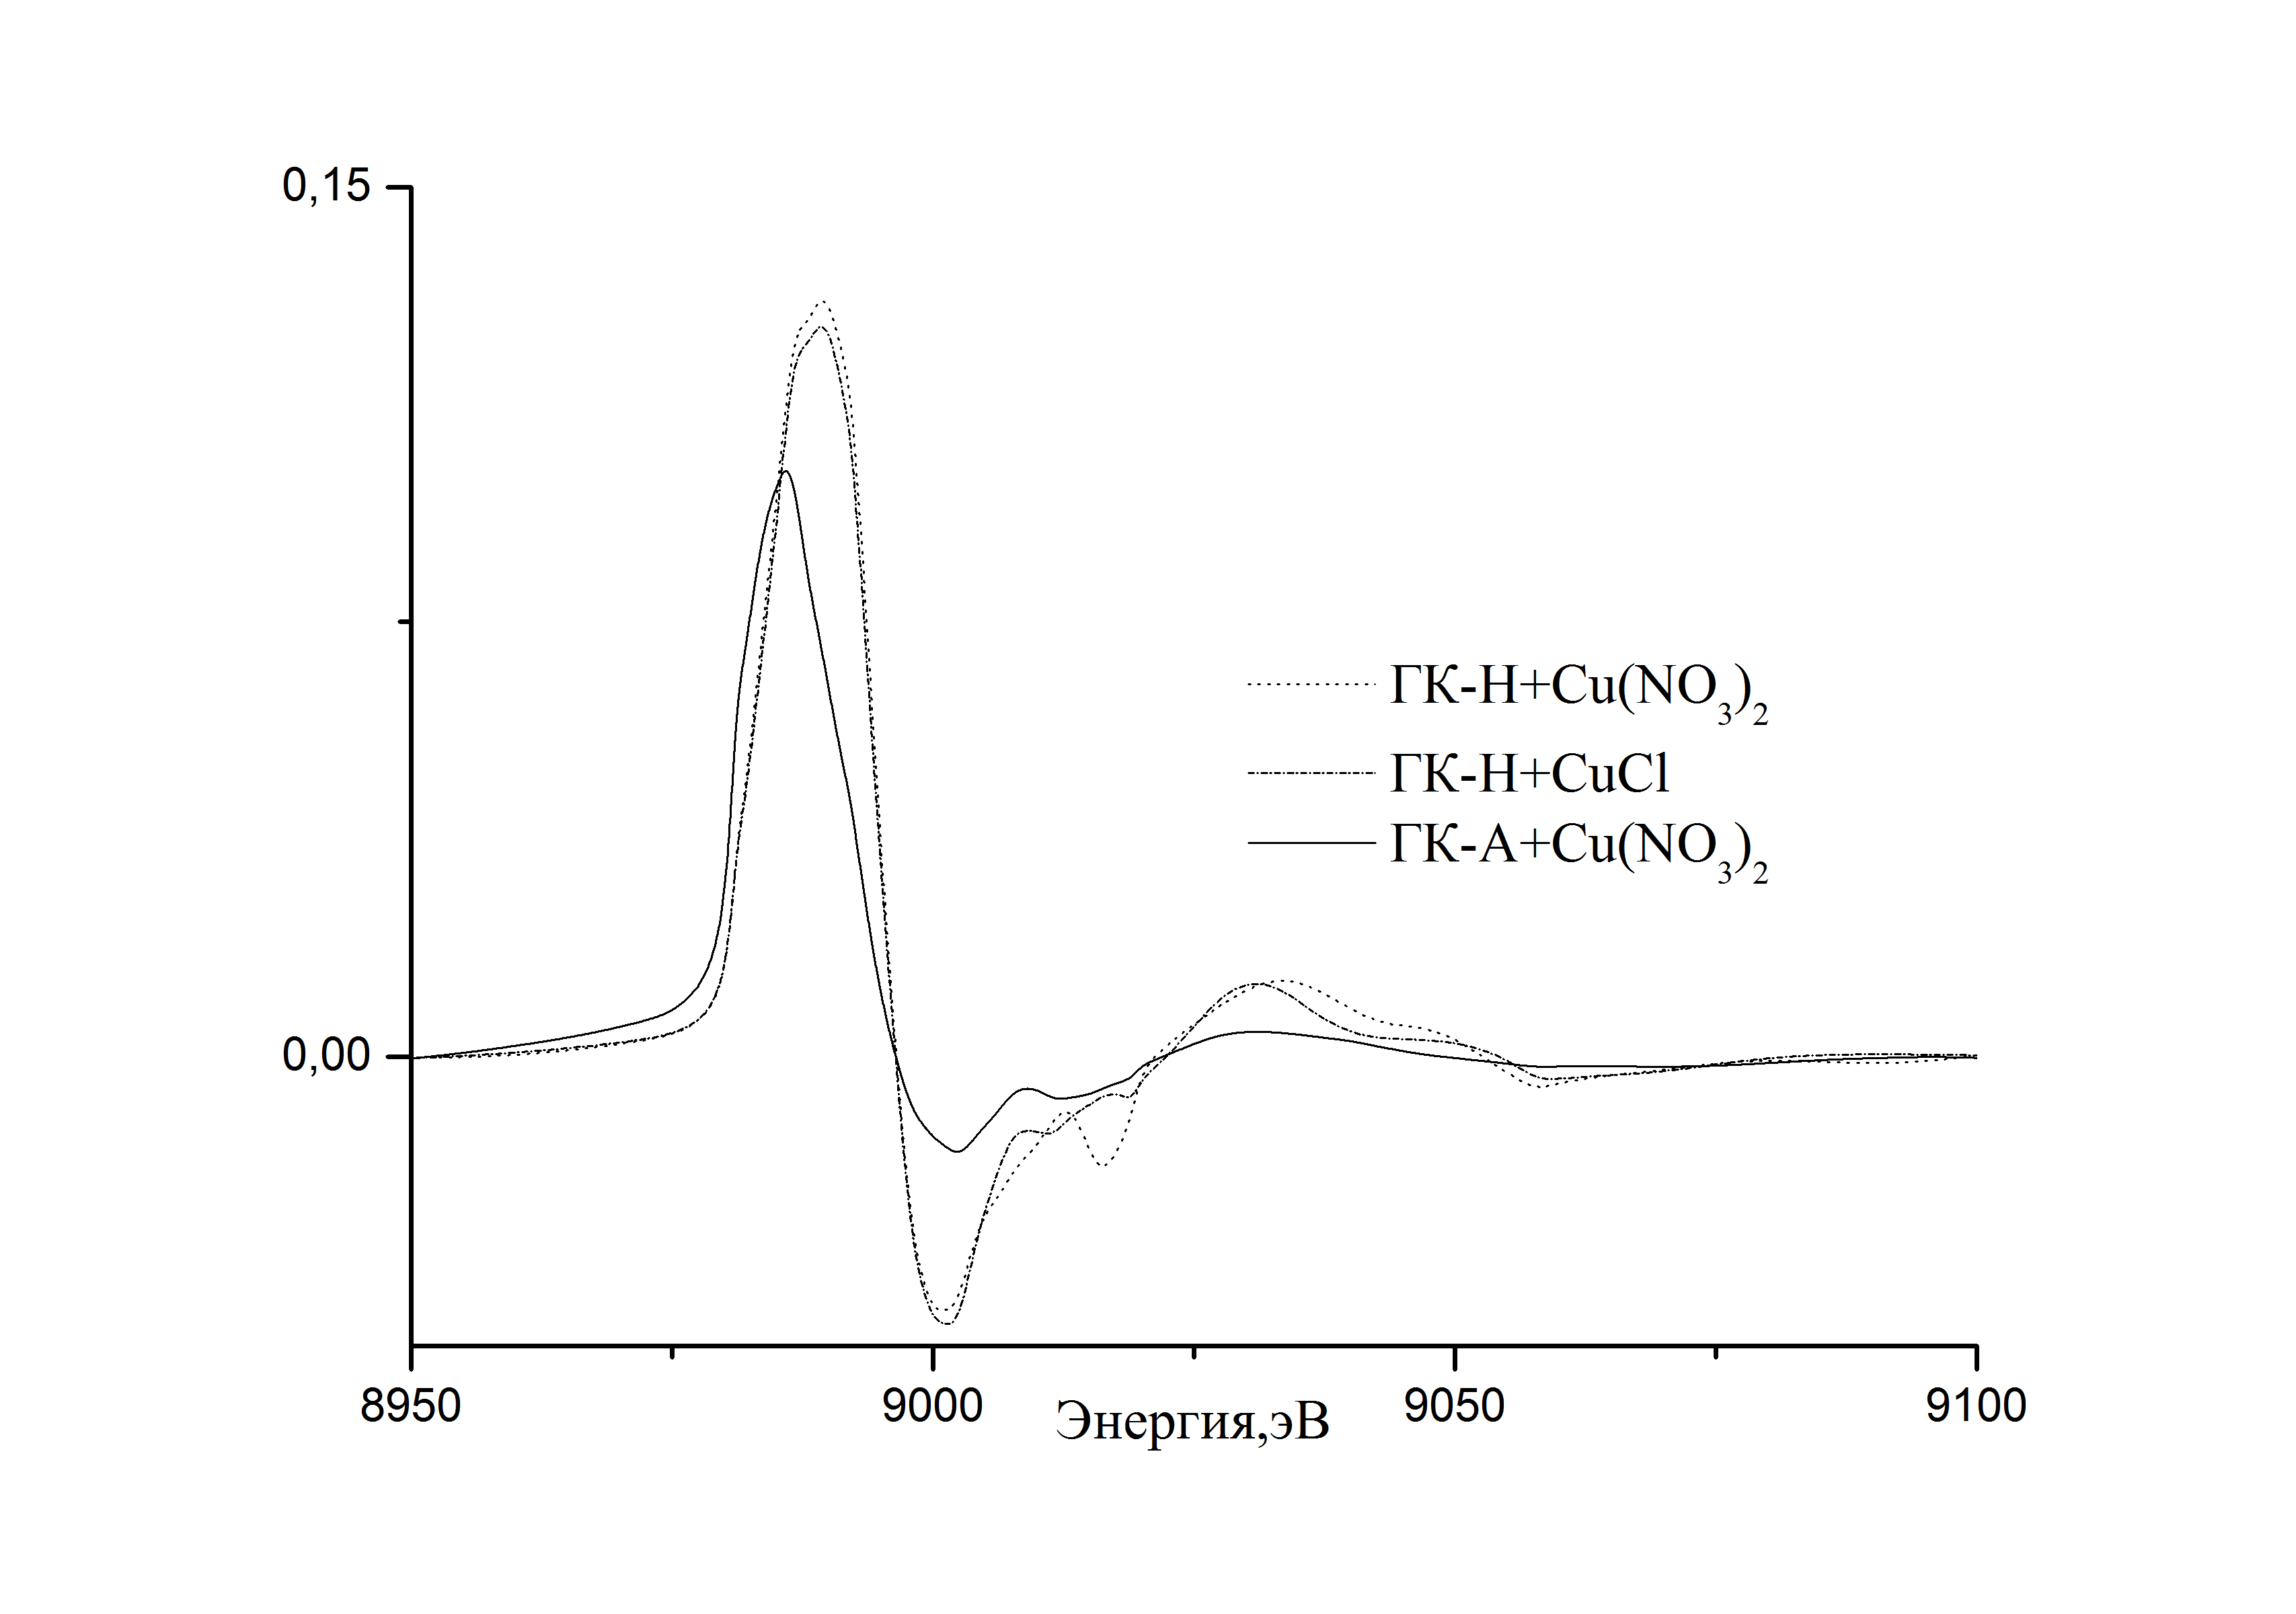 0,15
ГК-Н+Cu(NO₃)₂
ГК-Н+CuCl
ГК-А+Cu(NO₃)₂
0,00
8950 9000 9050 9100
Энергия,эВ